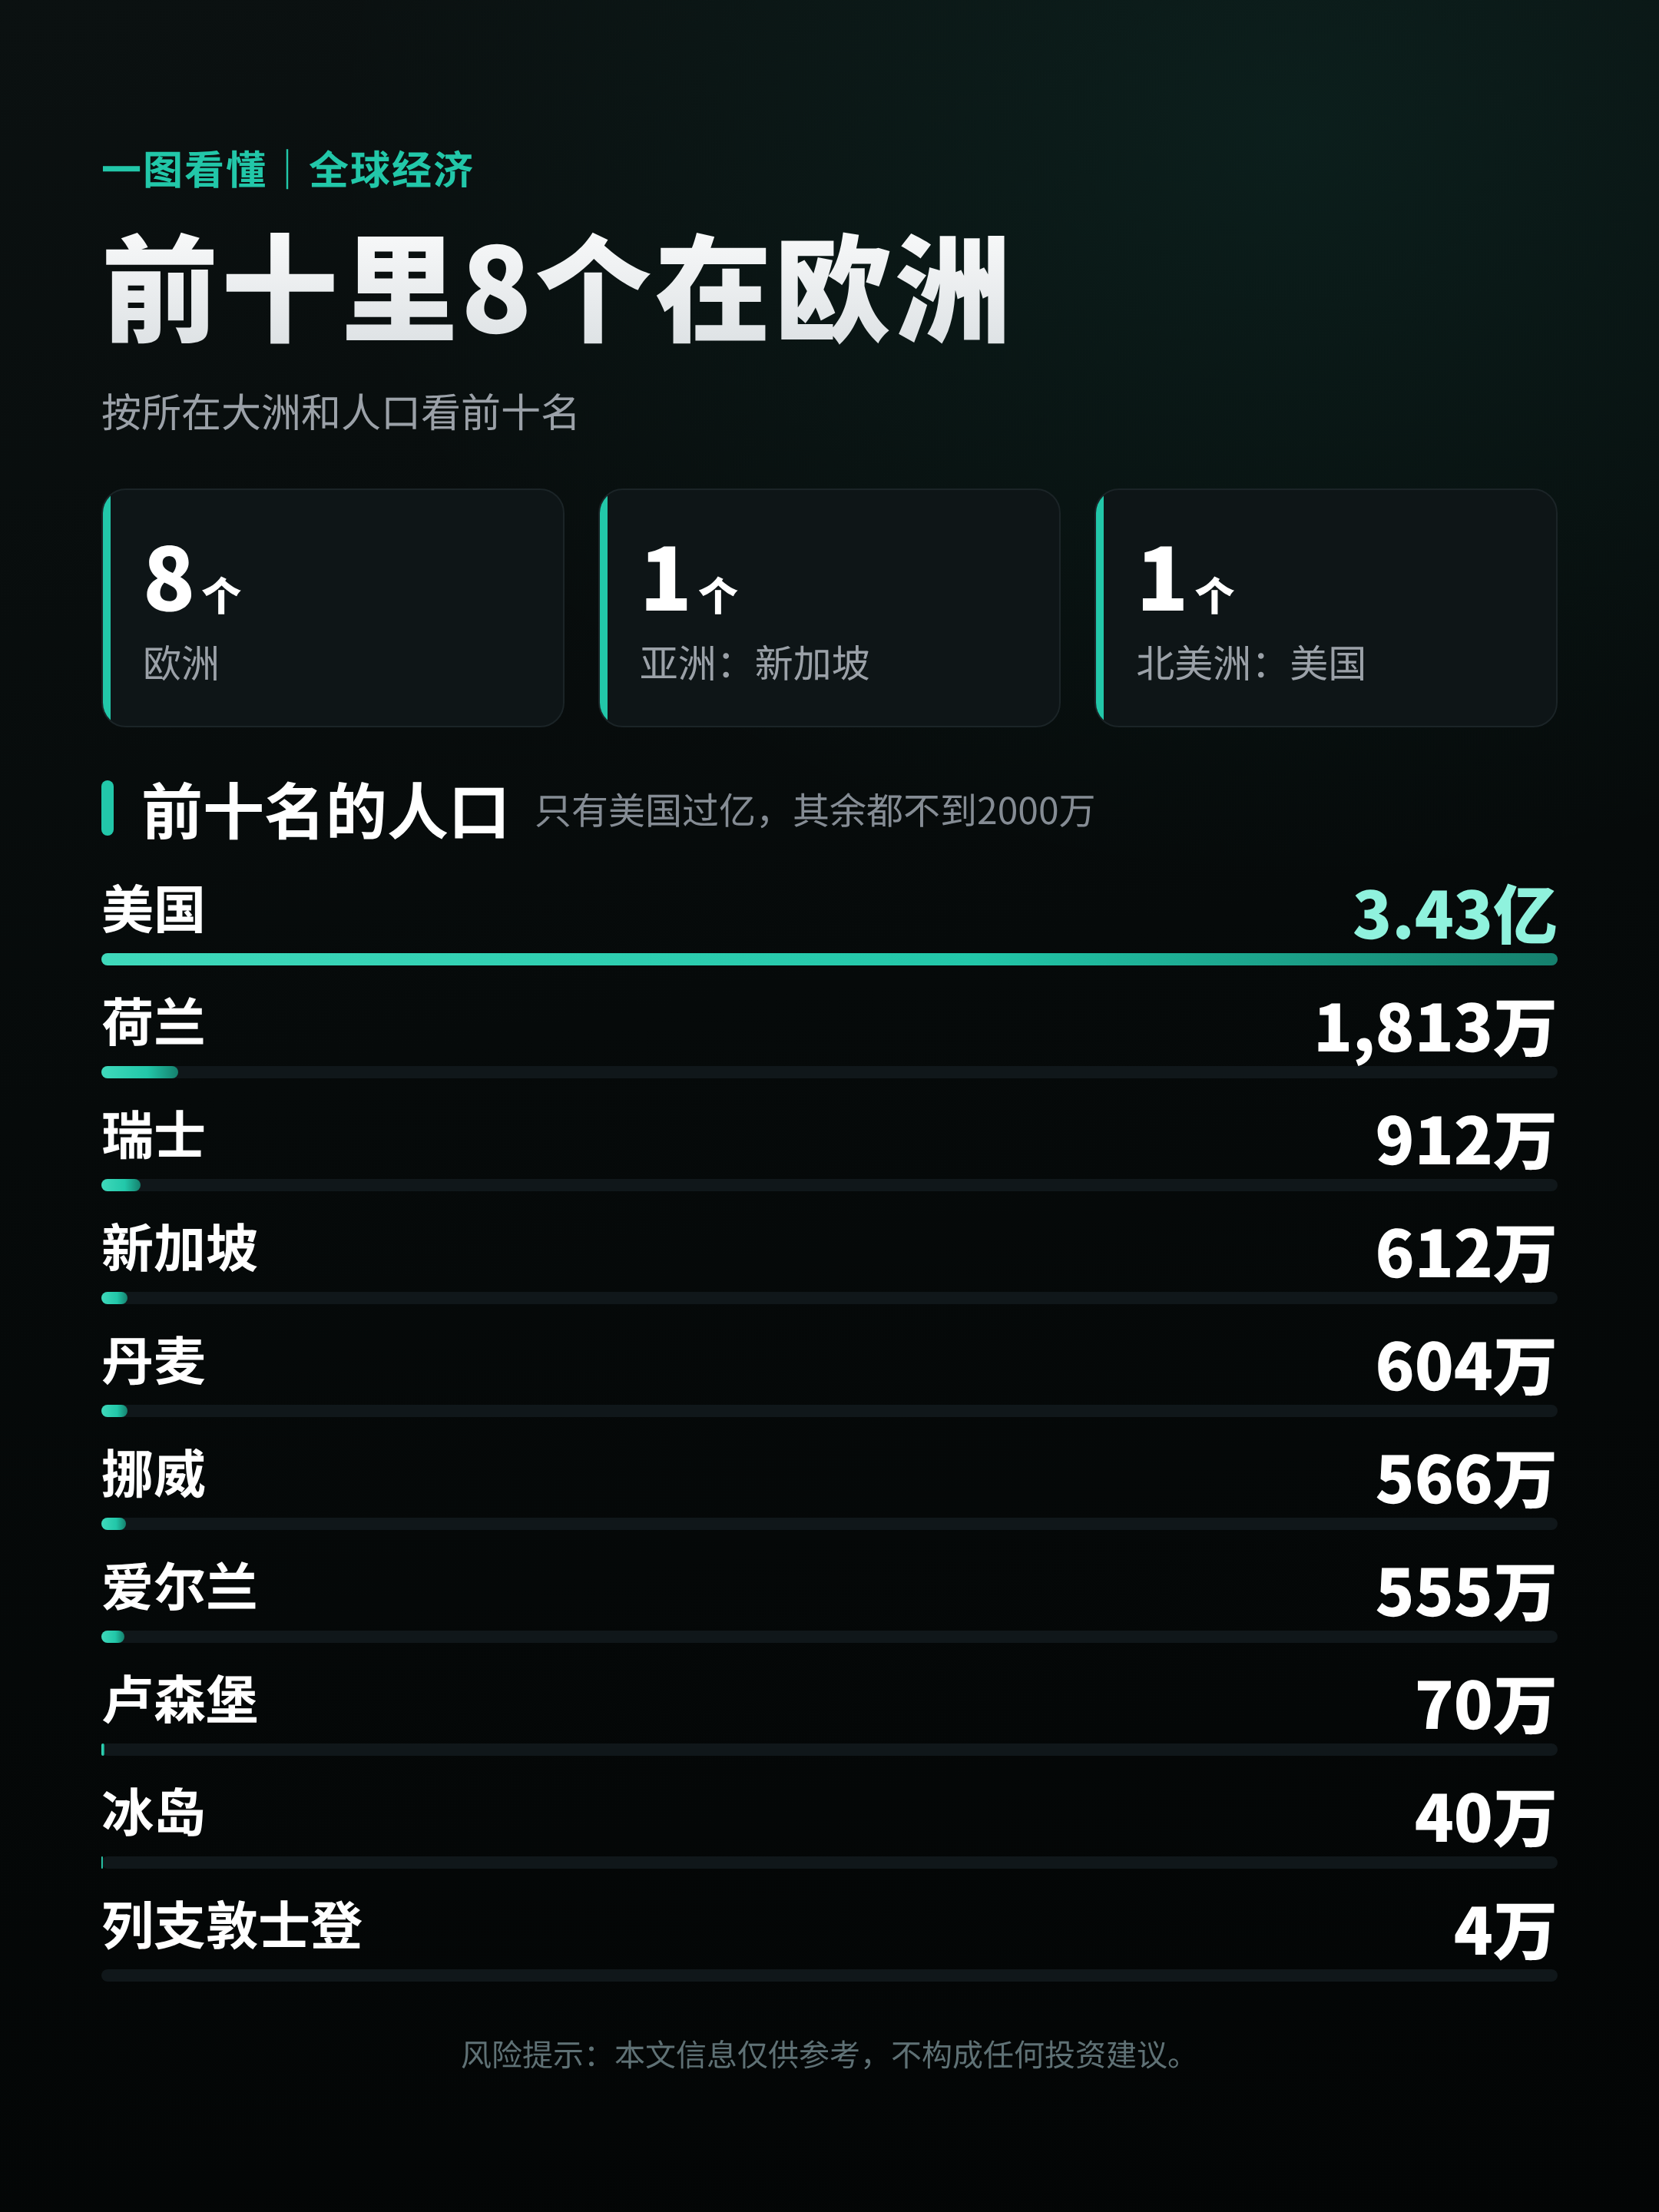 一图看懂｜全球经济
前十里8个在欧洲
按所在大洲和人口看前十名
8个
欧洲
1个
亚洲：新加坡
1个
北美洲：美国
前十名的人口 只有美国过亿，其余都不到2000万
美国 3.43亿
荷兰 1,813万
瑞士 912万
新加坡 612万
丹麦 604万
挪威 566万
爱尔兰 555万
卢森堡 70万
冰岛 40万
列支敦士登 4万
风险提示：本文信息仅供参考，不构成任何投资建议。